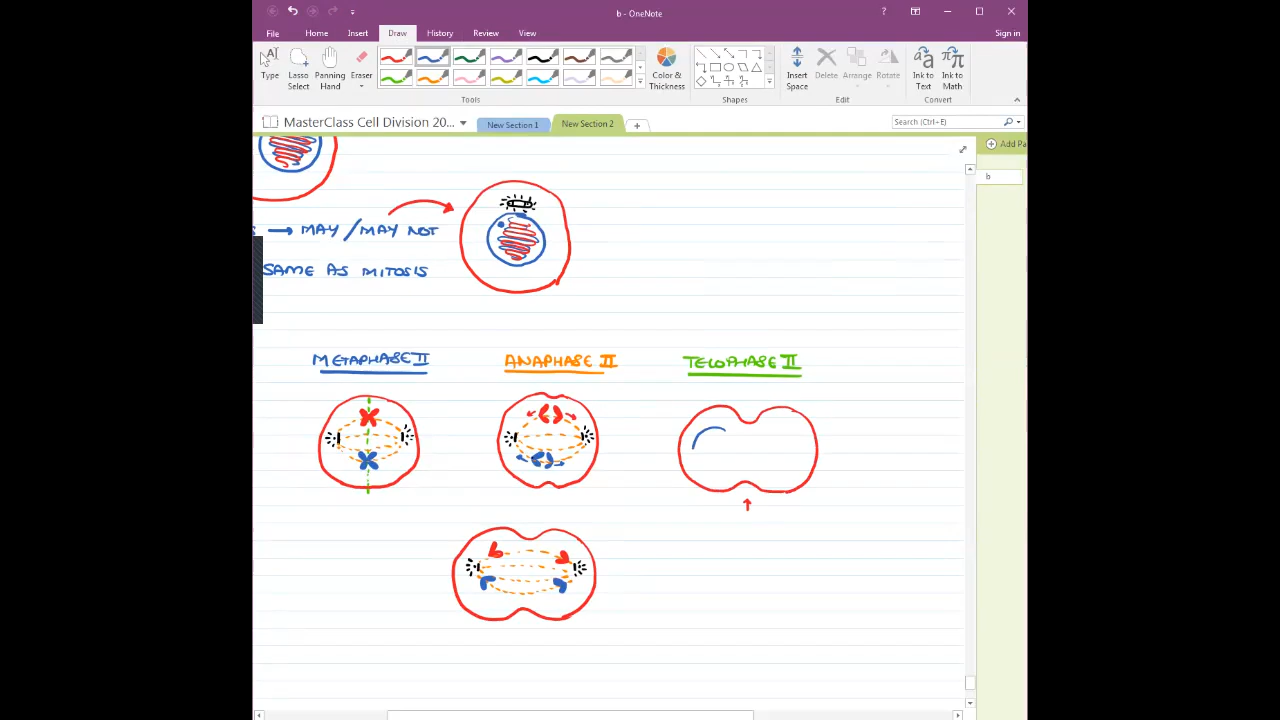 b - OneNote
? Sign in
File Home Insert Draw History Review View
Type Lasso Select Panning Hand Eraser Color & Thickness Insert Space Delete Arrange Rotate Ink to Text Ink to Math
Tools Shapes Edit Convert
MasterClass Cell Division 20... New Section 1 New Section 2 Search (Ctrl+E)
Add Pa
b
S → MAY / MAY NOT
SAME AS MITOSIS
METAPHASE II ANAPHASE II TELOPHASE II